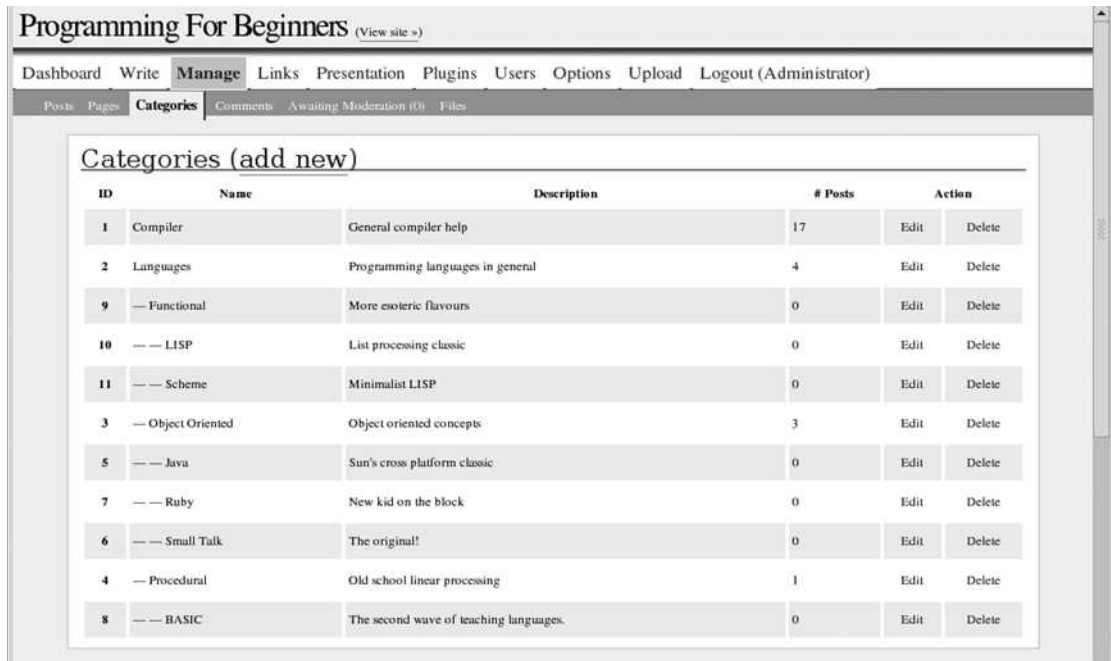 Programming For Beginners (View site »)
Dashboard Write Manage Links Presentation Plugins Users Options Upload Logout (Administrator)
Posts Pages Categories Comments Awaiting Moderation (0) Files
Categories (add new)
ID Name Description # Posts Action
1 Compiler General compiler help 17 Edit Delete
2 Languages Programming languages in general 4 Edit Delete
9 — Functional More esoteric flavours 0 Edit Delete
10 — — LISP List processing classic 0 Edit Delete
11 — — Scheme Minimalist LISP 0 Edit Delete
3 — Object Oriented Object oriented concepts 3 Edit Delete
5 — — Java Sun's cross platform classic 0 Edit Delete
7 — — Ruby New kid on the block 0 Edit Delete
6 — — Small Talk The original! 0 Edit Delete
4 — Procedural Old school linear processing 1 Edit Delete
8 — — BASIC The second wave of teaching languages. 0 Edit Delete